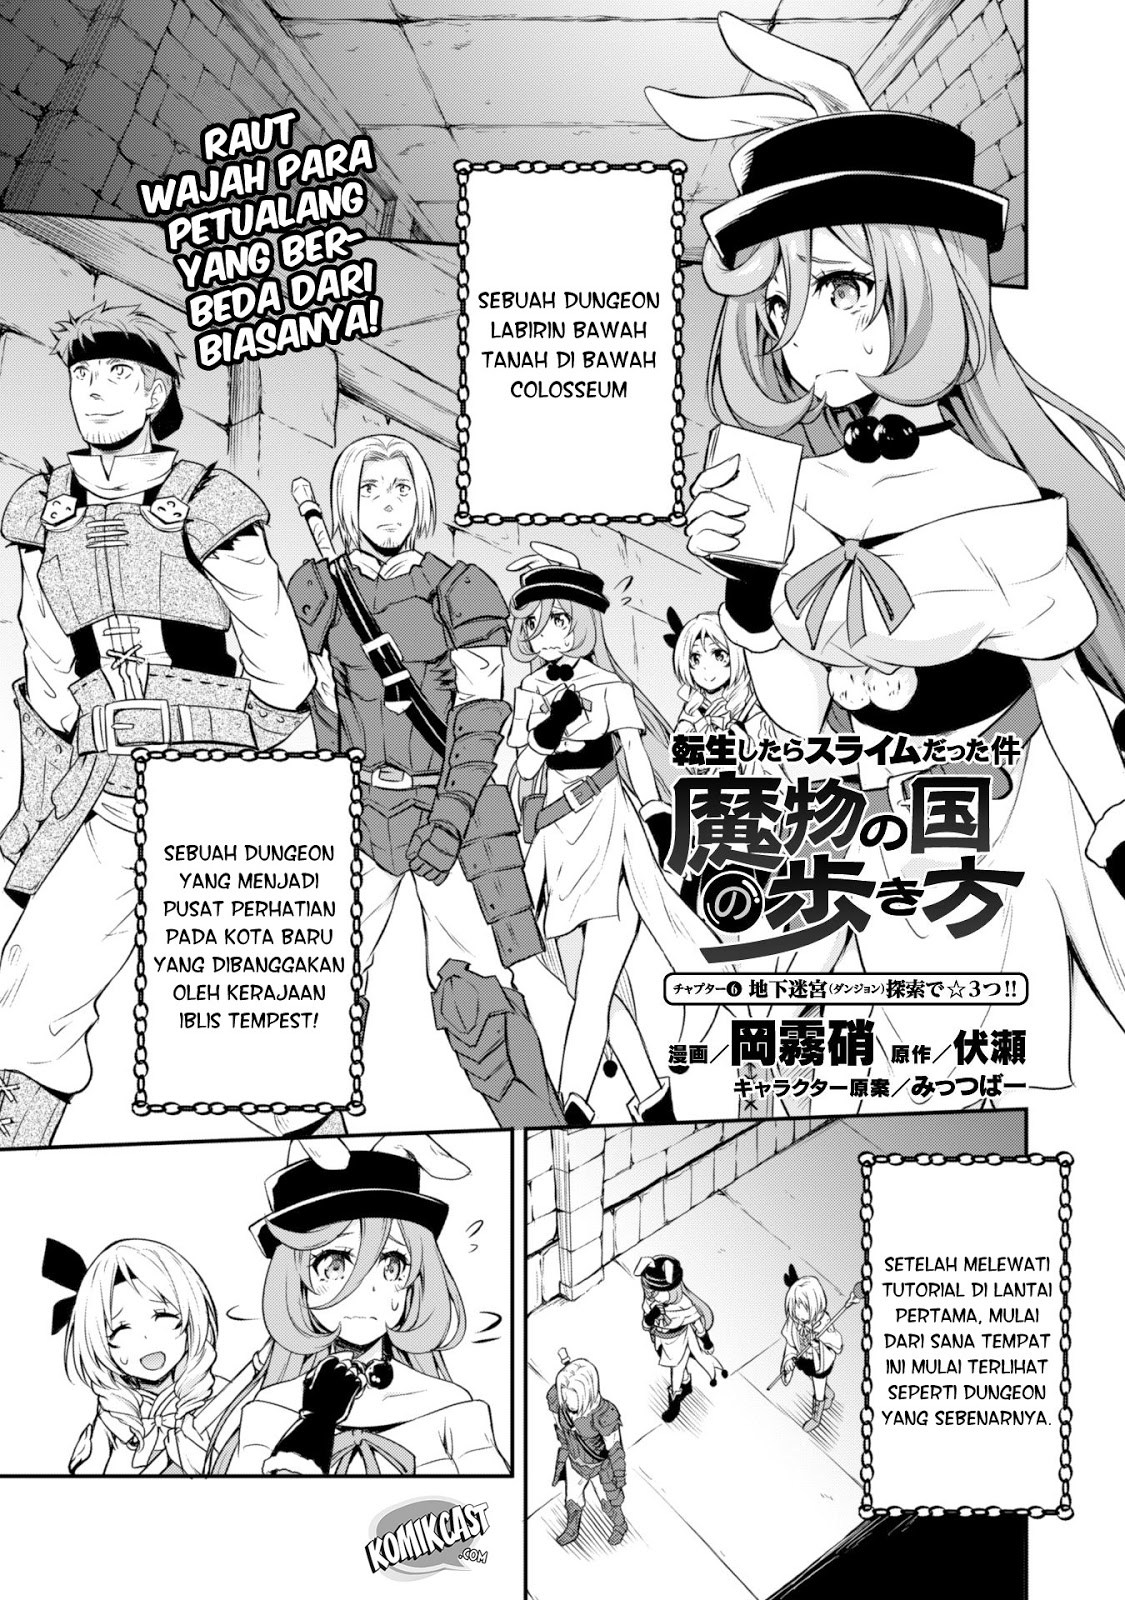 RAUT
WAJAH PARA
PETUALANG
YANG BER-
BEDA DARI
BIASANYA!
SEBUAH DUNGEON
LABIRIN BAWAH
TANAH DI BAWAH
COLOSSEUM
転生したらスライムだった件
魔物の国
の歩き方
チャプター❻ 地下迷宮(ダンジョン)探索で☆3つ!!
漫画/岡霧硝 原作/伏瀬
キャラクター原案/みっつばー
SEBUAH DUNGEON
YANG MENJADI
PUSAT PERHATIAN
PADA KOTA BARU
YANG DIBANGGAKAN
OLEH KERAJAAN
IBLIS TEMPEST!
SETELAH MELEWATI
TUTORIAL DI LANTAI
PERTAMA, MULAI
DARI SANA TEMPAT
INI MULAI TERLIHAT
SEPERTI DUNGEON
YANG SEBENARNYA.
KOMIKCAST
.COM